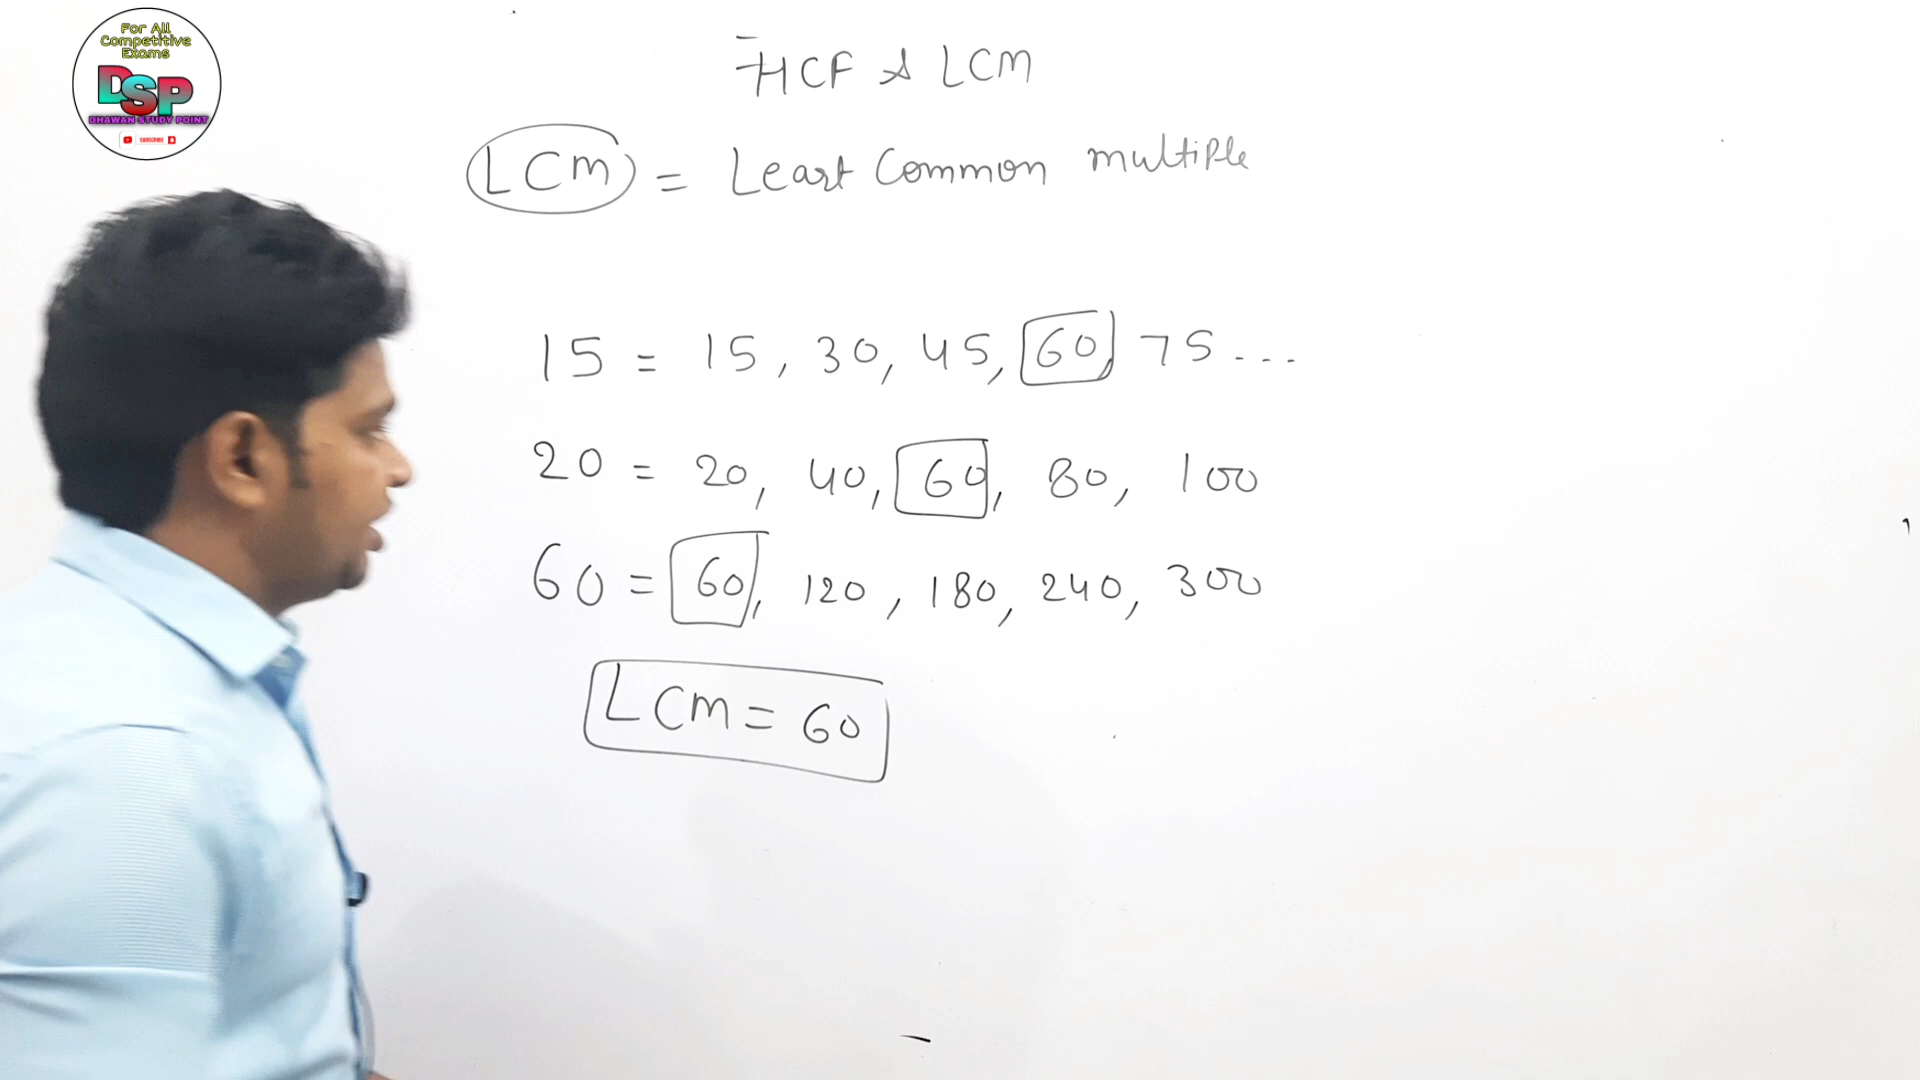 For All
Competitive
Exams
DSP
DHAWAN STUDY POINT
SUBSCRIBE
HCF & LCM
LCM = Least Common multiple
15 = 15, 30, 45, 60, 75...
20 = 20, 40, 60, 80, 100
60 = 60, 120, 180, 240, 300
LCM = 60